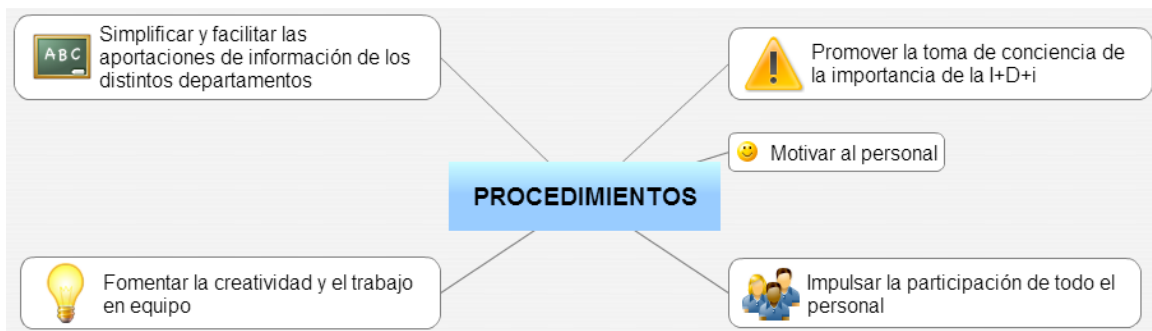 ABC
Simplificar y facilitar las
aportaciones de información de los
distintos departamentos
Promover la toma de conciencia de
la importancia de la I+D+i
Motivar al personal
PROCEDIMIENTOS
Fomentar la creatividad y el trabajo
en equipo
Impulsar la participación de todo el
personal